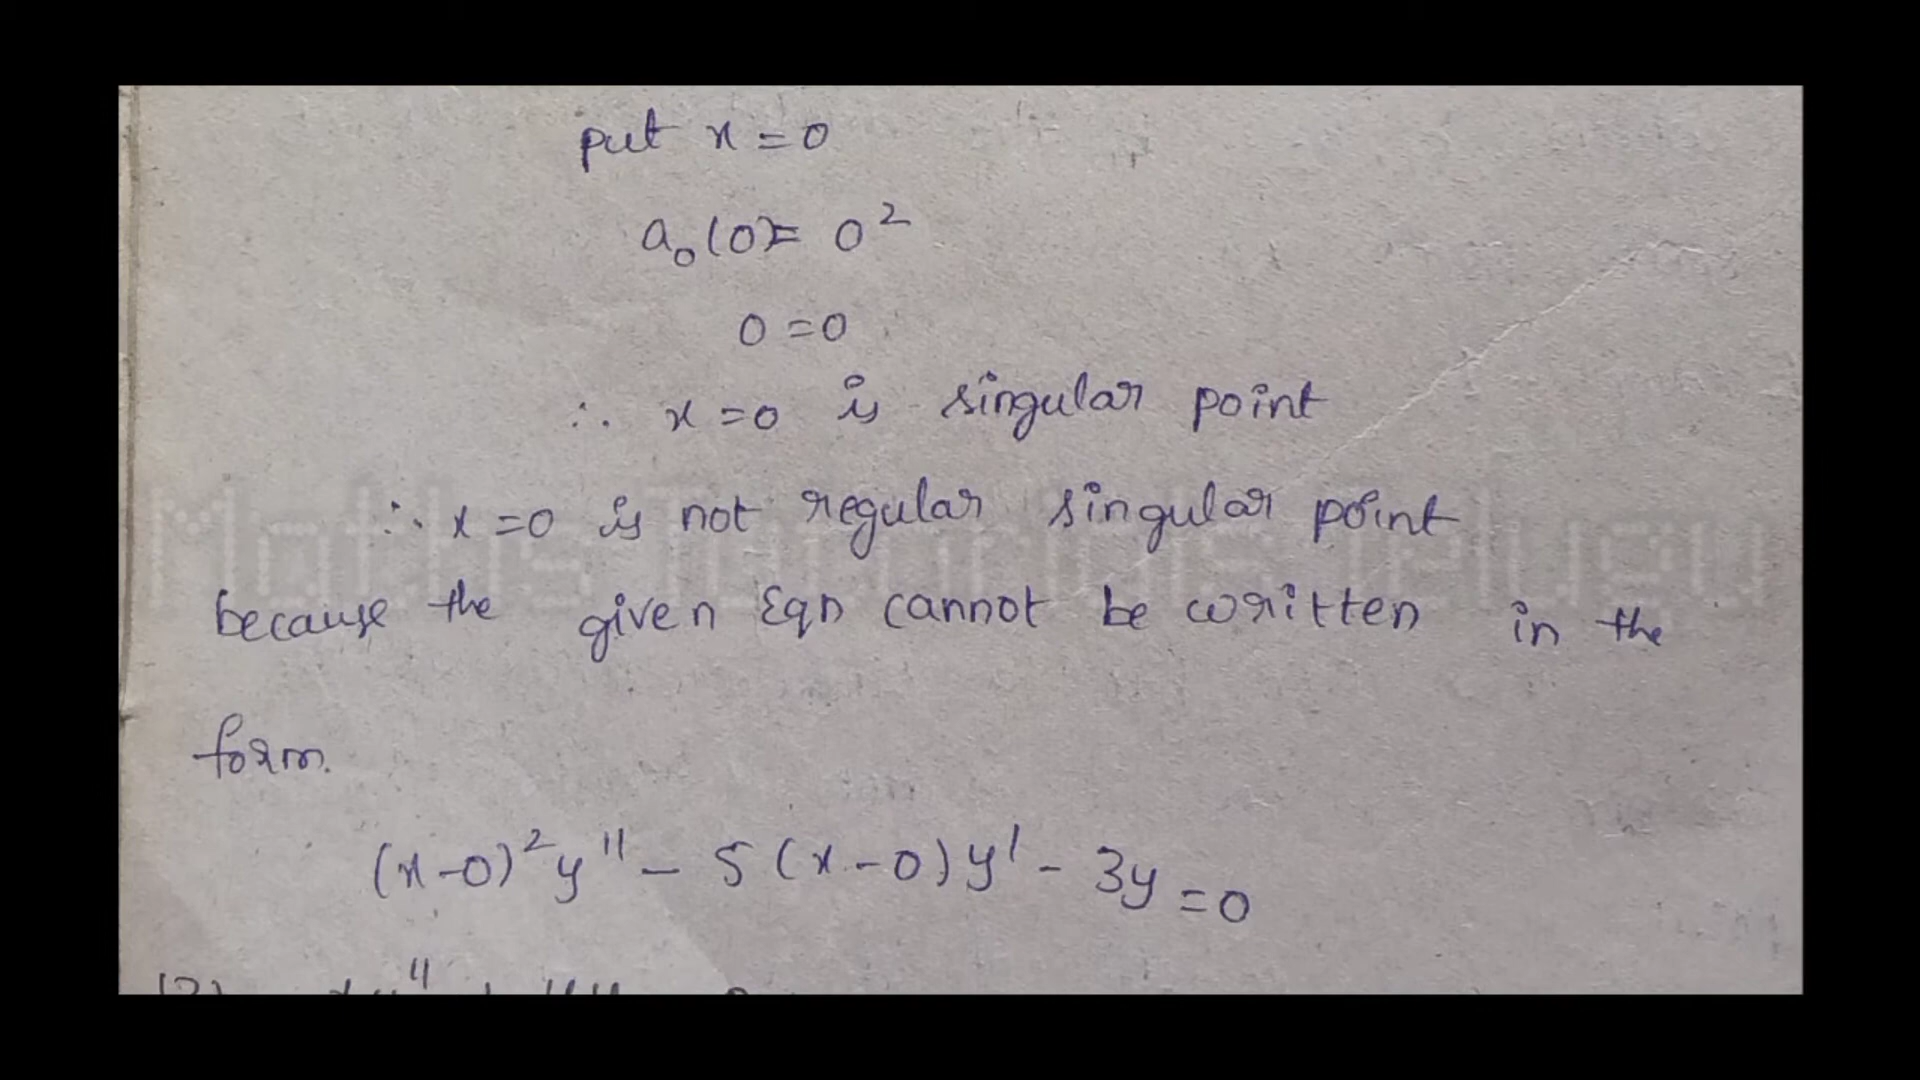 put x = 0
a₀(0) = 0²
0 = 0
∴ x = 0 is singular point
∴ x = 0 is not regular singular point
because the given Eqn cannot be written in the
form.
(x-0)² y'' - 5 (x-0) y' - 3y = 0